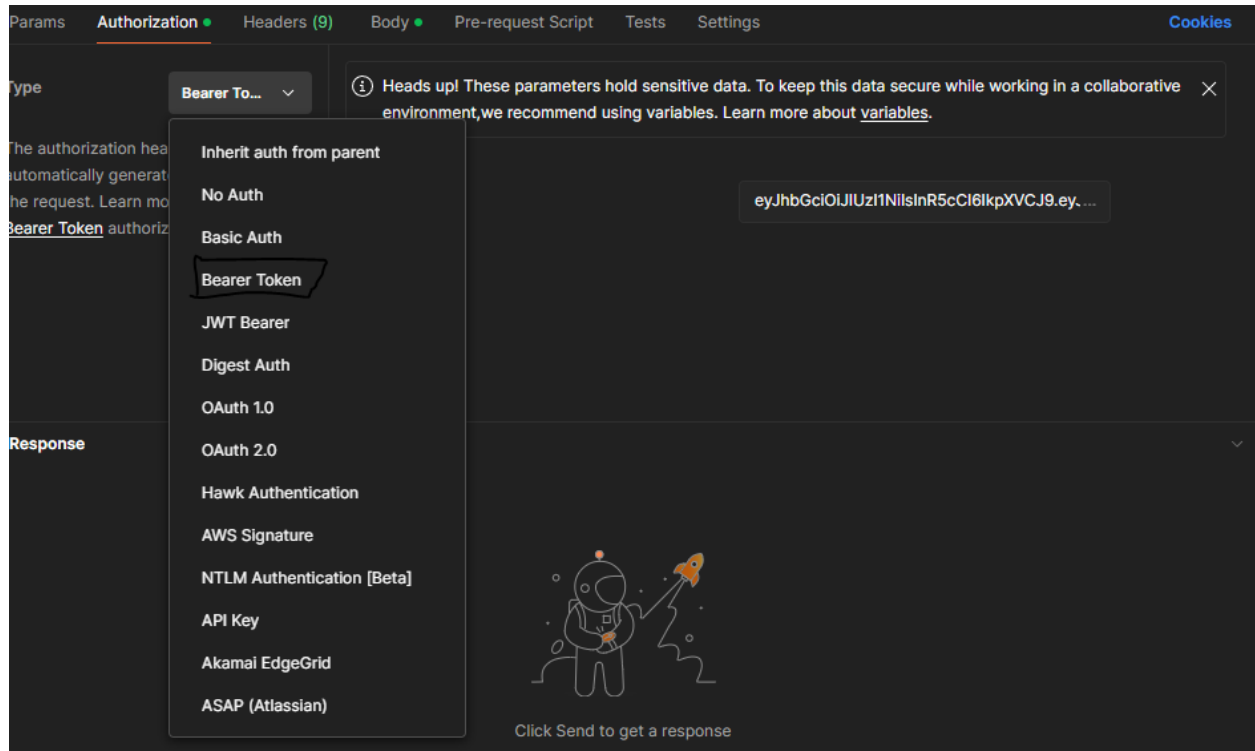 Params Authorization Headers (9) Body Pre-request Script Tests Settings Cookies
Type
Bearer To...
Heads up! These parameters hold sensitive data. To keep this data secure while working in a collaborative
environment,we recommend using variables. Learn more about variables.
The authorization hea
automatically generat
the request. Learn mo
Bearer Token authoriz
Inherit auth from parent
No Auth
Basic Auth
Bearer Token
JWT Bearer
Digest Auth
OAuth 1.0
OAuth 2.0
Hawk Authentication
AWS Signature
NTLM Authentication [Beta]
API Key
Akamai EdgeGrid
ASAP (Atlassian)
eyJhbGciOiJIUzI1NiIsInR5cCI6IkpXVCJ9.ey....
Response
Click Send to get a response